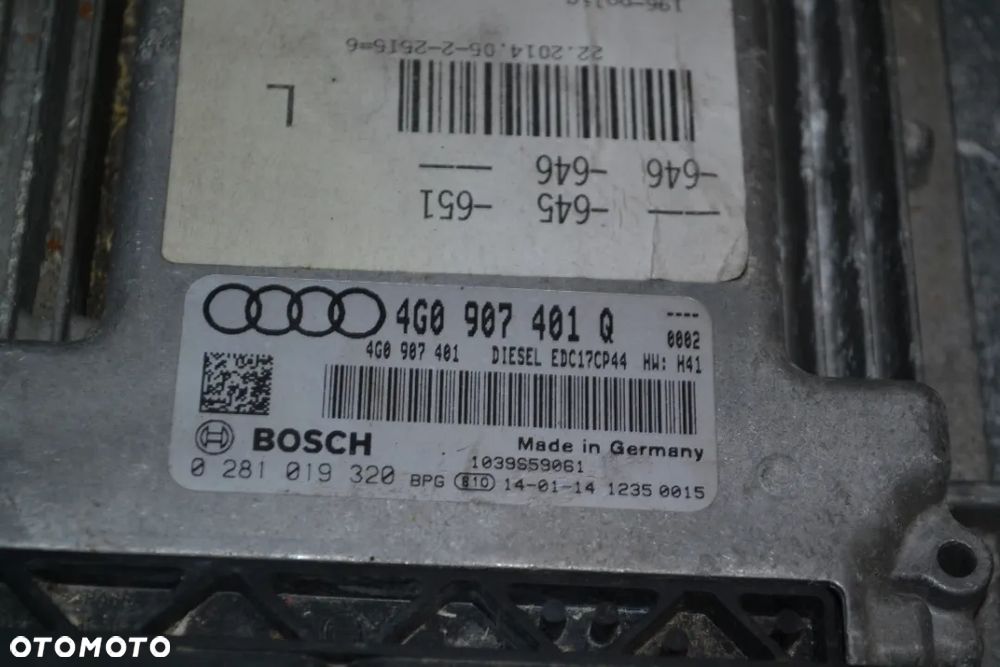 22.2014.05-2-2515=6
L
-646 -646 ---
--- -645 -651
4G0 907 401 Q ----
0002
4G0 907 401 DIESEL EDC17CP44 HW: H41
BOSCH
Made in Germany
1039S59061
0 281 019 320 BPG 810 14-01-14 1235 0015
OTOMOTO